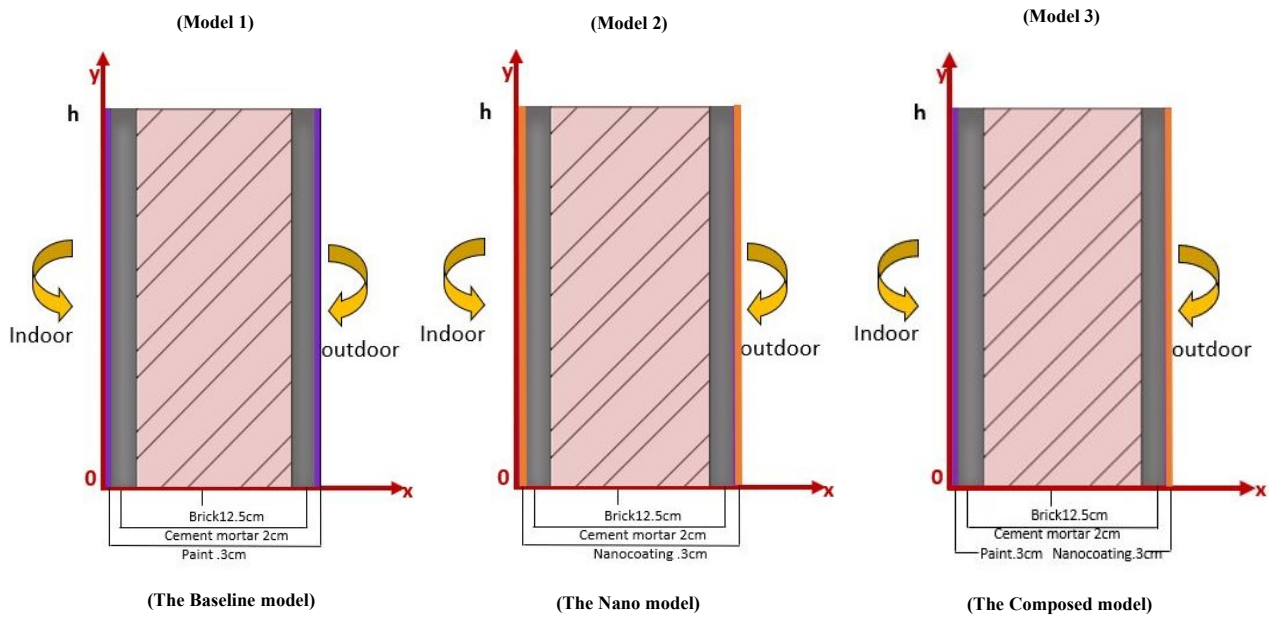 (Model 1)
y
h
Indoor
outdoor
0
x
Brick12.5cm
Cement mortar 2cm
Paint .3cm
(The Baseline model)
(Model 2)
y
h
Indoor
outdoor
0
x
Brick12.5cm
Cement mortar 2cm
Nanocoating .3cm
(The Nano model)
(Model 3)
y
h
Indoor
outdoor
0
x
Brick12.5cm
Cement mortar 2cm
Paint.3cm Nanocoating.3cm
(The Composed model)